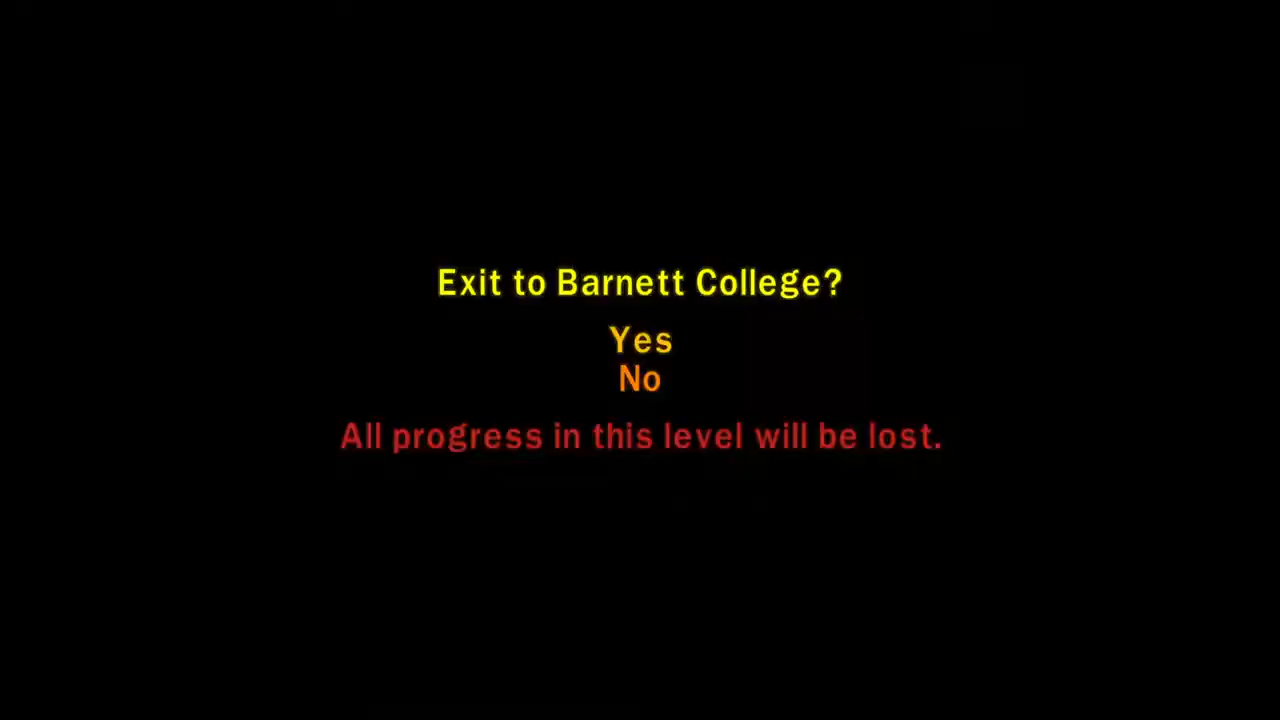 Exit to Barnett College?
Yes
No
All progress in this level will be lost.